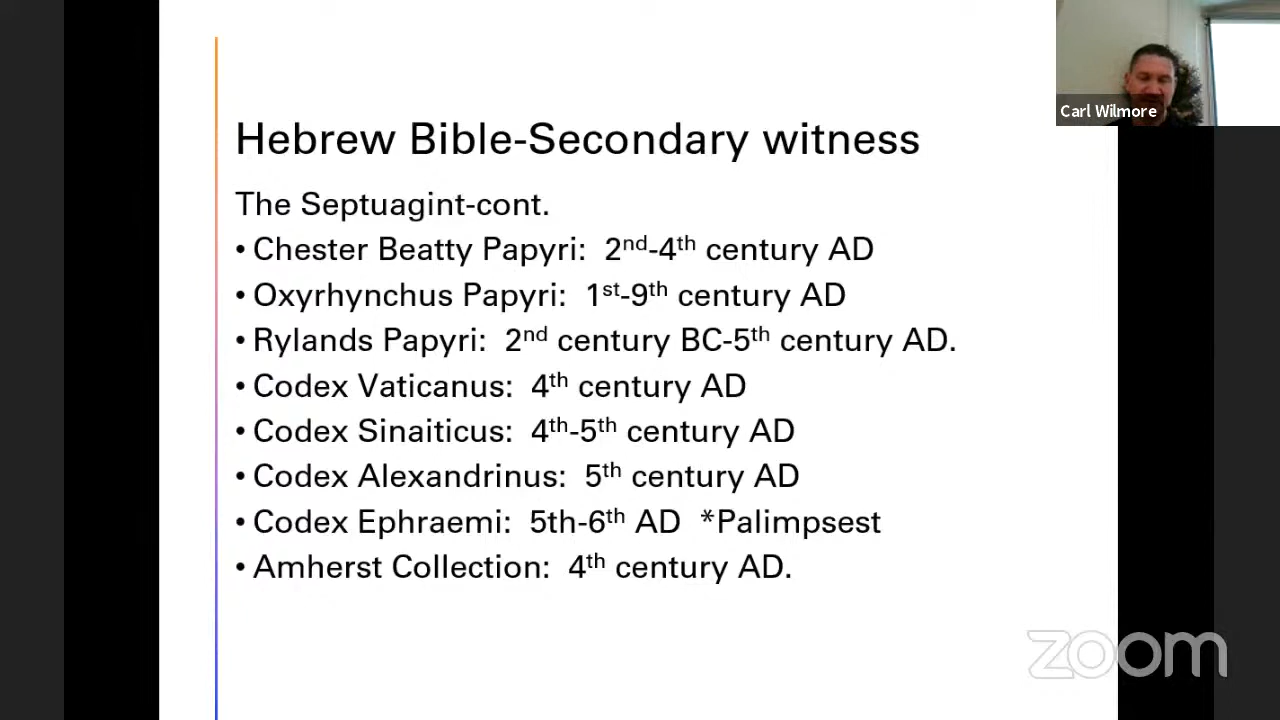 Hebrew Bible-Secondary witness
The Septuagint-cont.
• Chester Beatty Papyri: 2nd-4th century AD
• Oxyrhynchus Papyri: 1st-9th century AD
• Rylands Papyri: 2nd century BC-5th century AD.
• Codex Vaticanus: 4th century AD
• Codex Sinaiticus: 4th-5th century AD
• Codex Alexandrinus: 5th century AD
• Codex Ephraemi: 5th-6th AD *Palimpsest
• Amherst Collection: 4th century AD.
Carl Wilmore
zoom